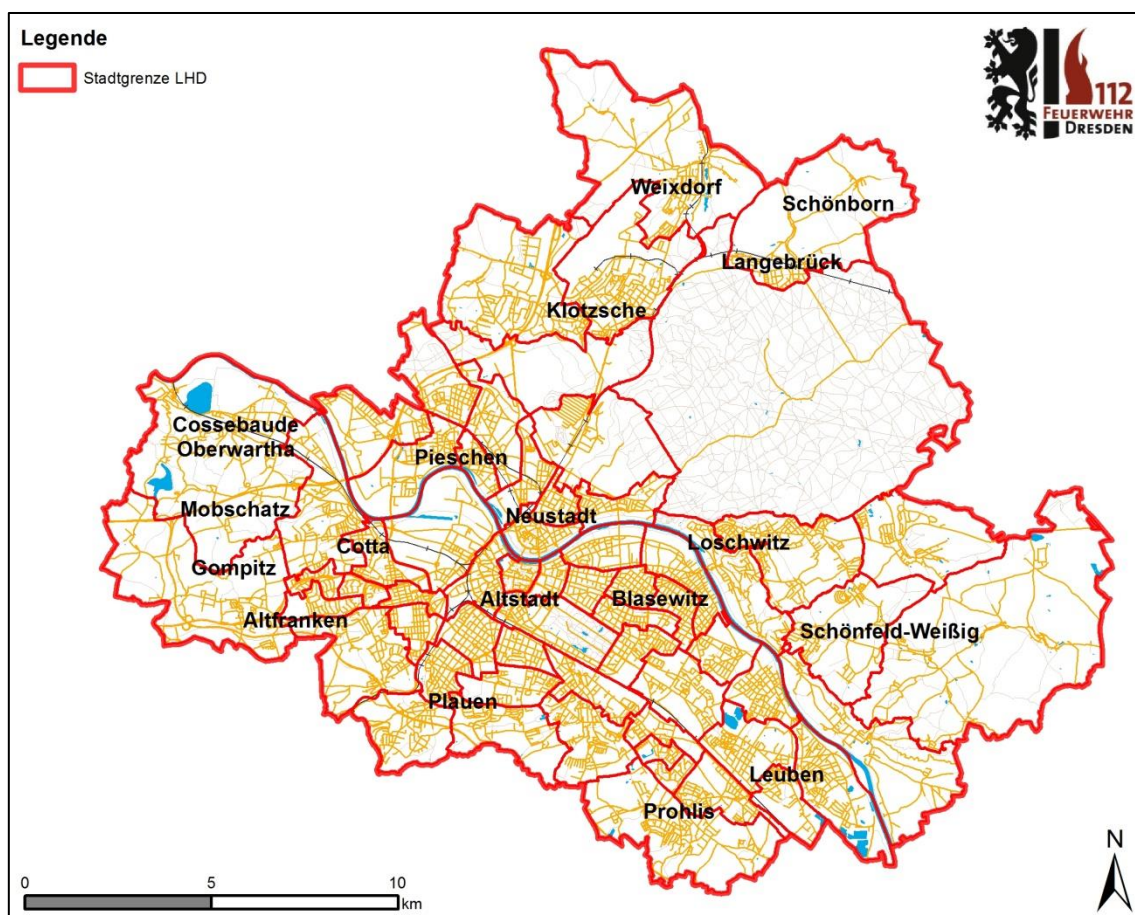 Legende
Stadtgrenze LHD
112
FEUERWEHR
DRESDEN
Weixdorf
Schönborn
Langebrück
Klotzsche
Cossebaude
Oberwartha
Pieschen
Mobschatz
Neustadt
Cotta
Loschwitz
Gompitz
Altstadt
Blasewitz
Altfranken
Schönfeld-Weißig
Plauen
Leuben
Prohlis
N
0 5 10
km